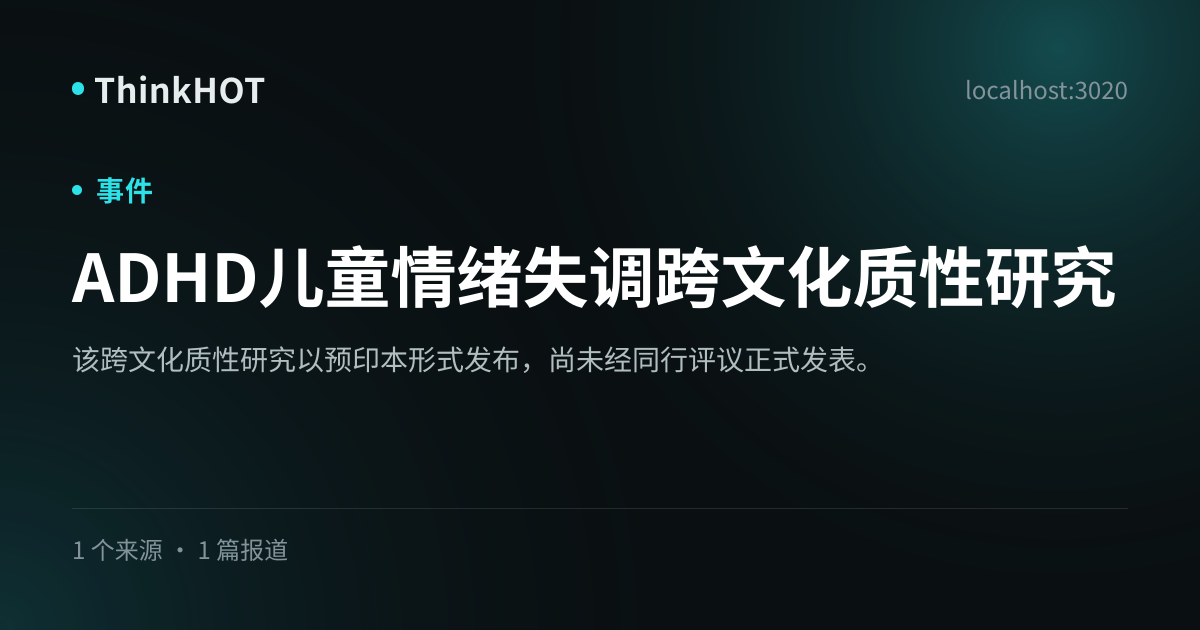 ThinkHOT
localhost:3020
事件
ADHD儿童情绪失调跨文化质性研究
该跨文化质性研究以预印本形式发布，尚未经同行评议正式发表。
1 个来源 · 1 篇报道